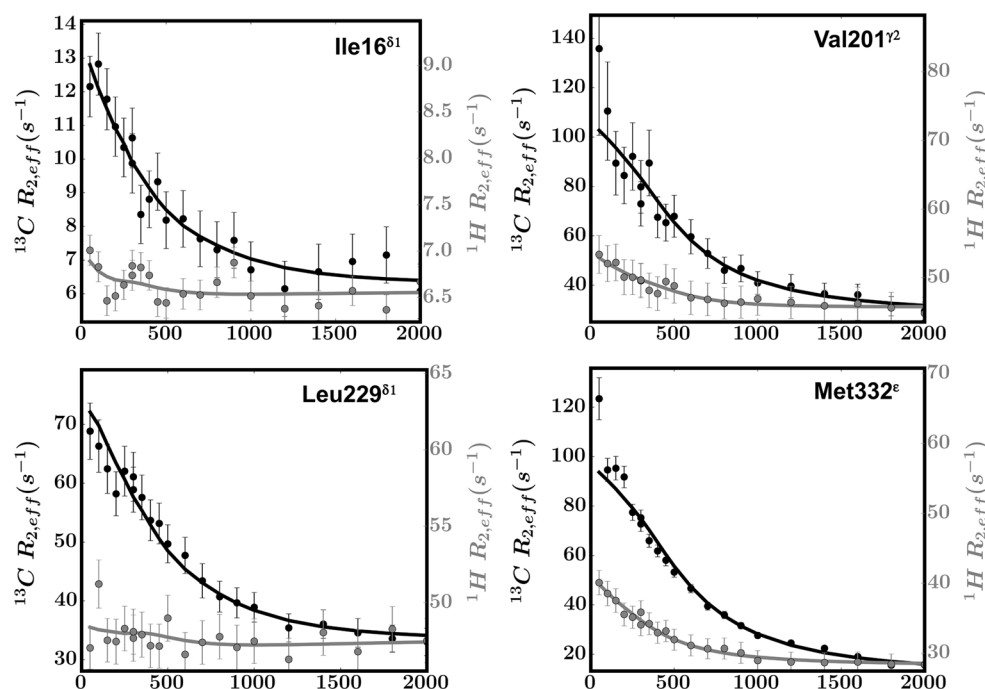 Ile16δ1
14
13
12
11
10
9
8
7
6
9.0
8.5
8.0
7.5
7.0
6.5
13C R2,eff(s−1)
1H R2,eff(s−1)
0 500 1000 1500 2000
Val201γ2
140
120
100
80
60
40
80
70
60
50
13C R2,eff(s−1)
1H R2,eff(s−1)
0 500 1000 1500 2000
Leu229δ1
70
60
50
40
30
65
60
55
50
13C R2,eff(s−1)
1H R2,eff(s−1)
0 500 1000 1500 2000
Met332ε
120
100
80
60
40
20
70
60
50
40
30
13C R2,eff(s−1)
1H R2,eff(s−1)
0 500 1000 1500 2000